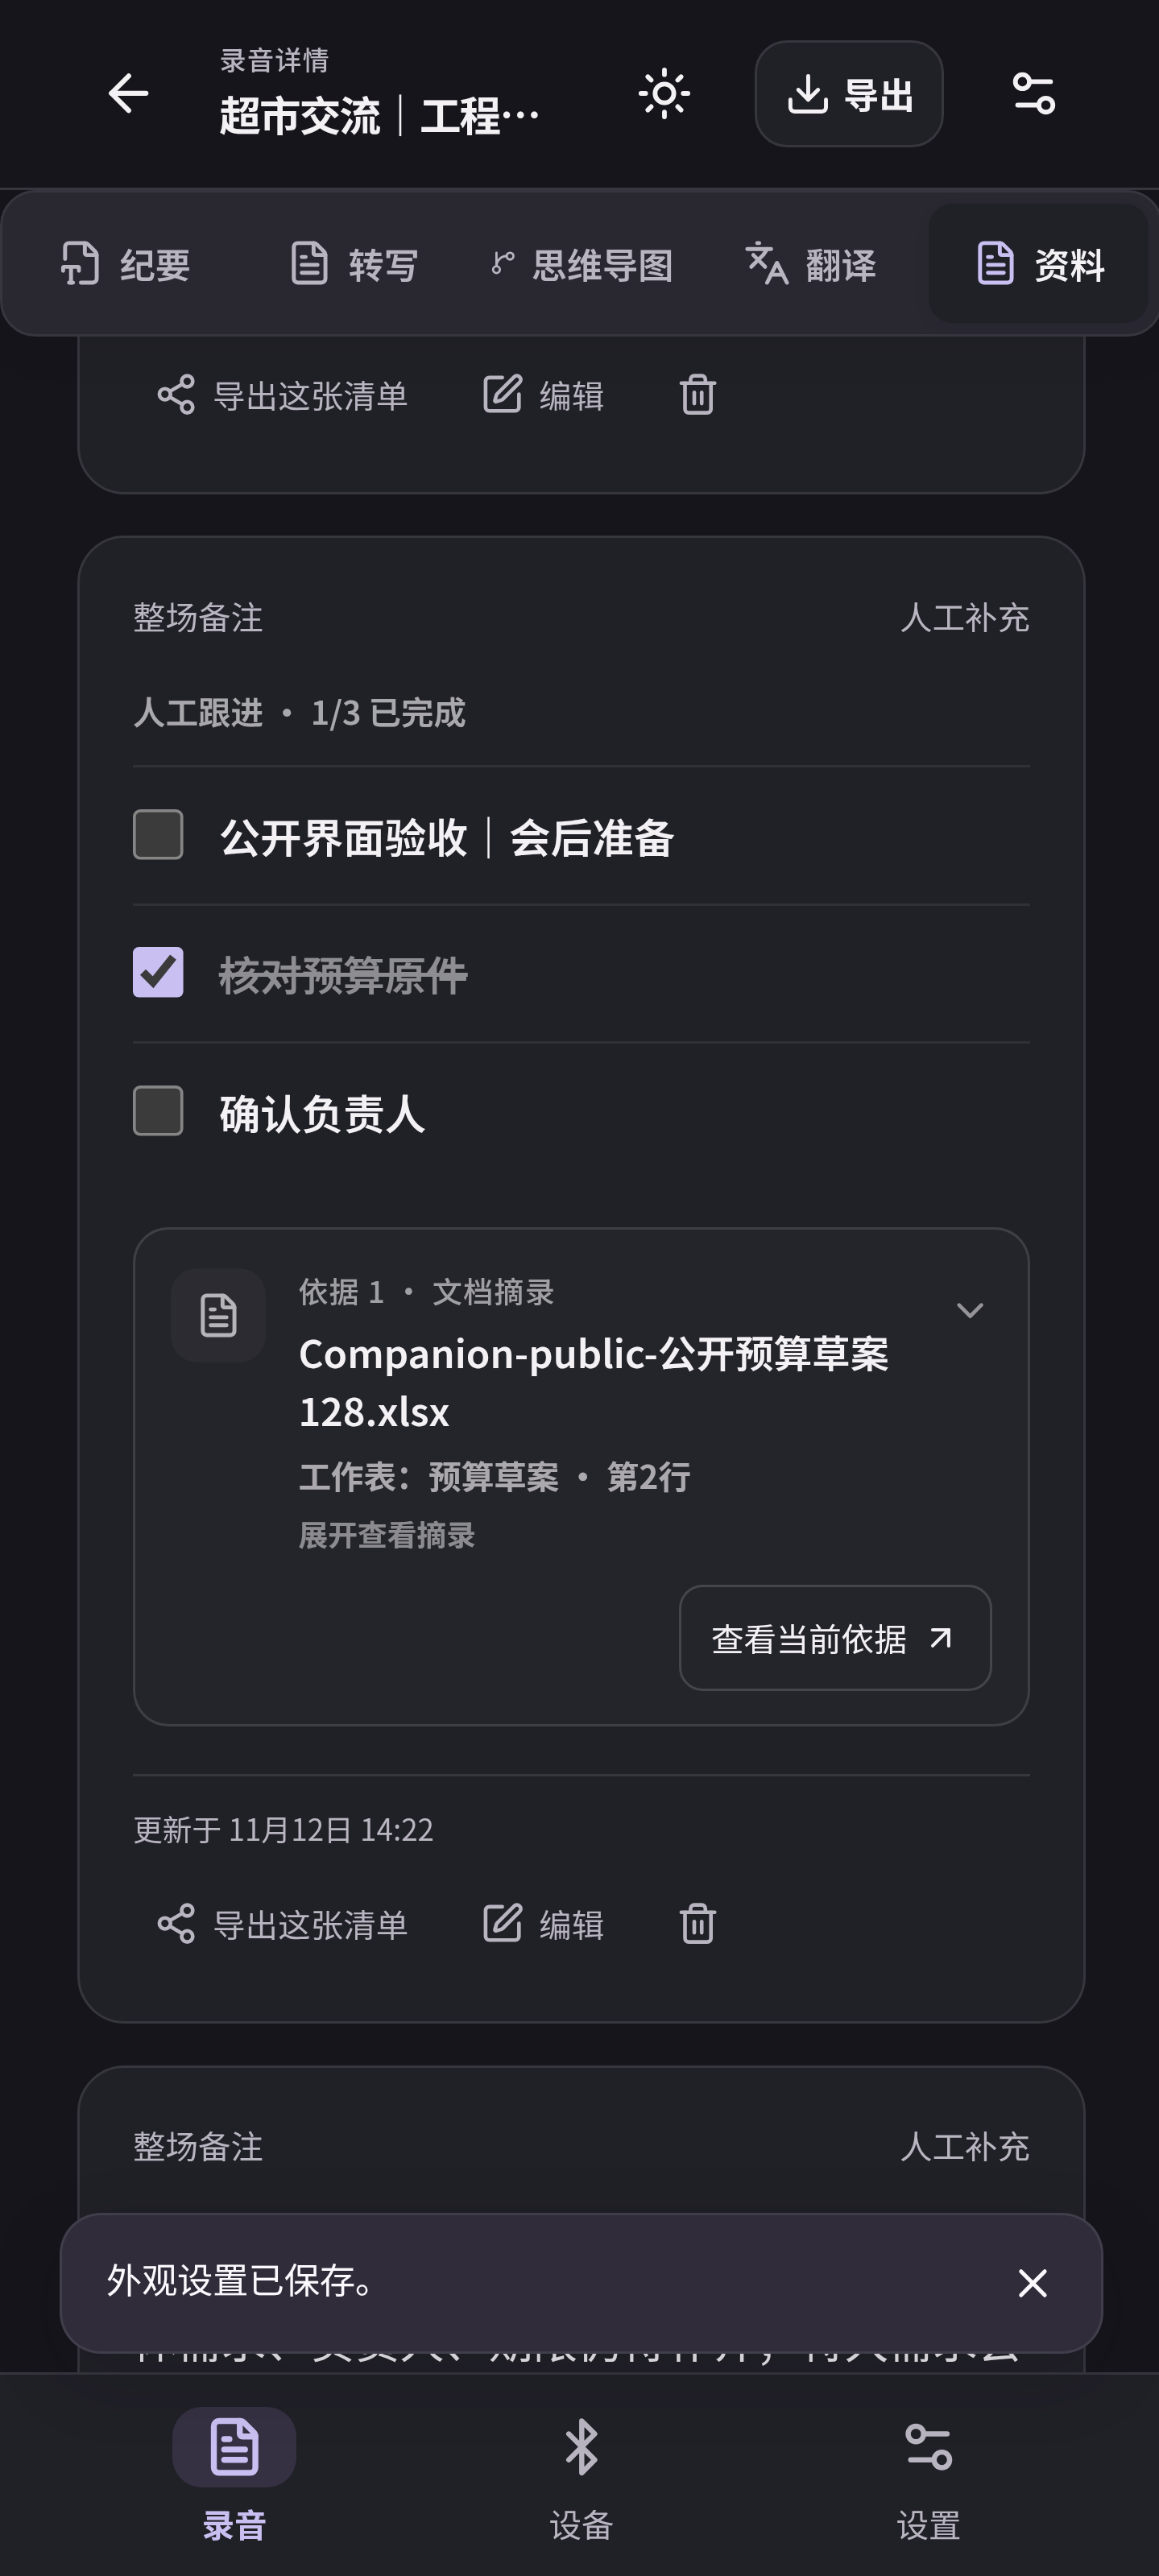 录音详情
超市交流｜工程…
导出
纪要
转写
思维导图
翻译
资料
导出这张清单
编辑
整场备注
人工补充
人工跟进 · 1/3 已完成
公开界面验收｜会后准备
核对预算原件
确认负责人
依据 1 · 文档摘录
Companion-public-公开预算草案
128.xlsx
工作表：预算草案 · 第2行
展开查看摘录
查看当前依据
更新于 11月12日 14:22
导出这张清单
编辑
整场备注
人工补充
外观设置已保存。
录音
设备
设置